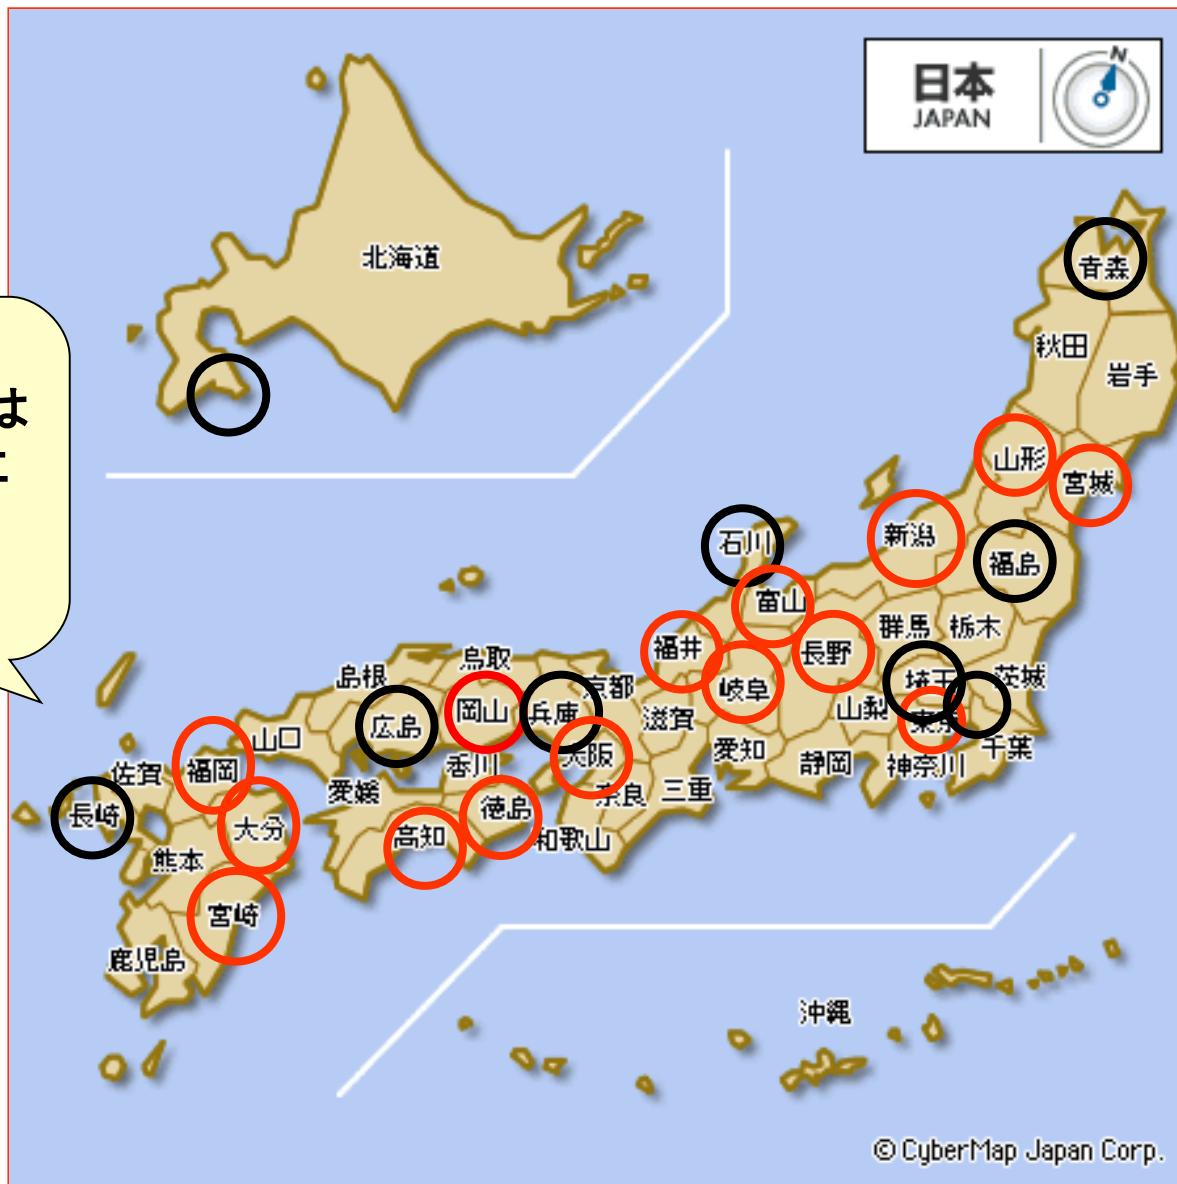 日本
JAPAN
N
北海道
青森
秋田
岩手
は
山形
宮城
新潟
石川
福島
富山
群馬
栃木
福井
長野
鳥取
島根
京都
岐阜
埼玉
茨城
岡山
兵庫
滋賀
山梨
広島
東京
山口
愛知
千葉
大阪
静岡
神奈川
香川
佐賀
福岡
愛媛
奈良
三重
徳島
長崎
大分
高知
和歌山
熊本
宮崎
鹿児島
沖縄
© CyberMap Japan Corp.